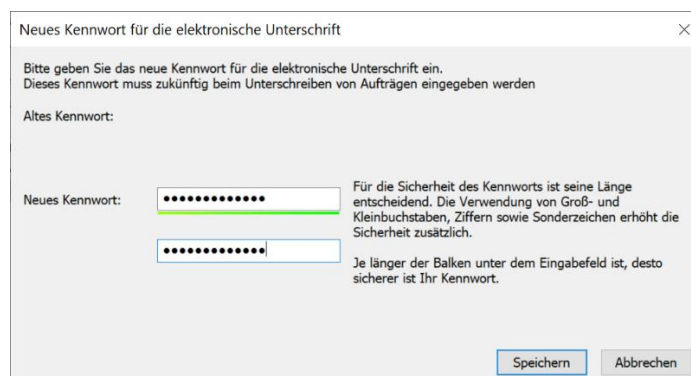 Neues Kennwort für die elektronische Unterschrift
Bitte geben Sie das neue Kennwort für die elektronische Unterschrift ein.
Dieses Kennwort muss zukünftig beim Unterschreiben von Aufträgen eingegeben werden
Altes Kennwort:
Neues Kennwort:
●●●●●●●●●●●●●
●●●●●●●●●●●●●
Für die Sicherheit des Kennworts ist seine Länge
entscheidend. Die Verwendung von Groß- und
Kleinbuchstaben, Ziffern sowie Sonderzeichen erhöht die
Sicherheit zusätzlich.
Je länger der Balken unter dem Eingabefeld ist, desto
sicherer ist Ihr Kennwort.
Speichern
Abbrechen